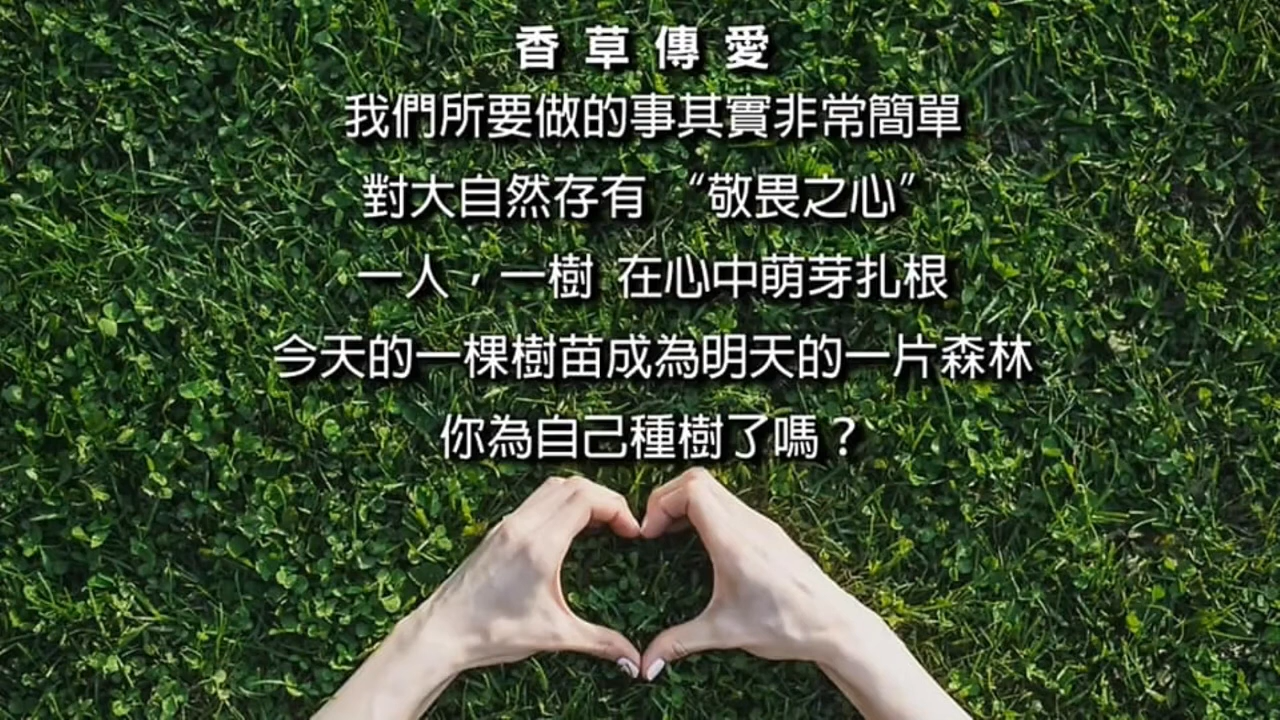 香草傳愛
我們所要做的事其實非常簡單
對大自然存有 “敬畏之心”
一人，一樹 在心中萌芽扎根
今天的一棵樹苗成為明天的一片森林
你為自己種樹了嗎？